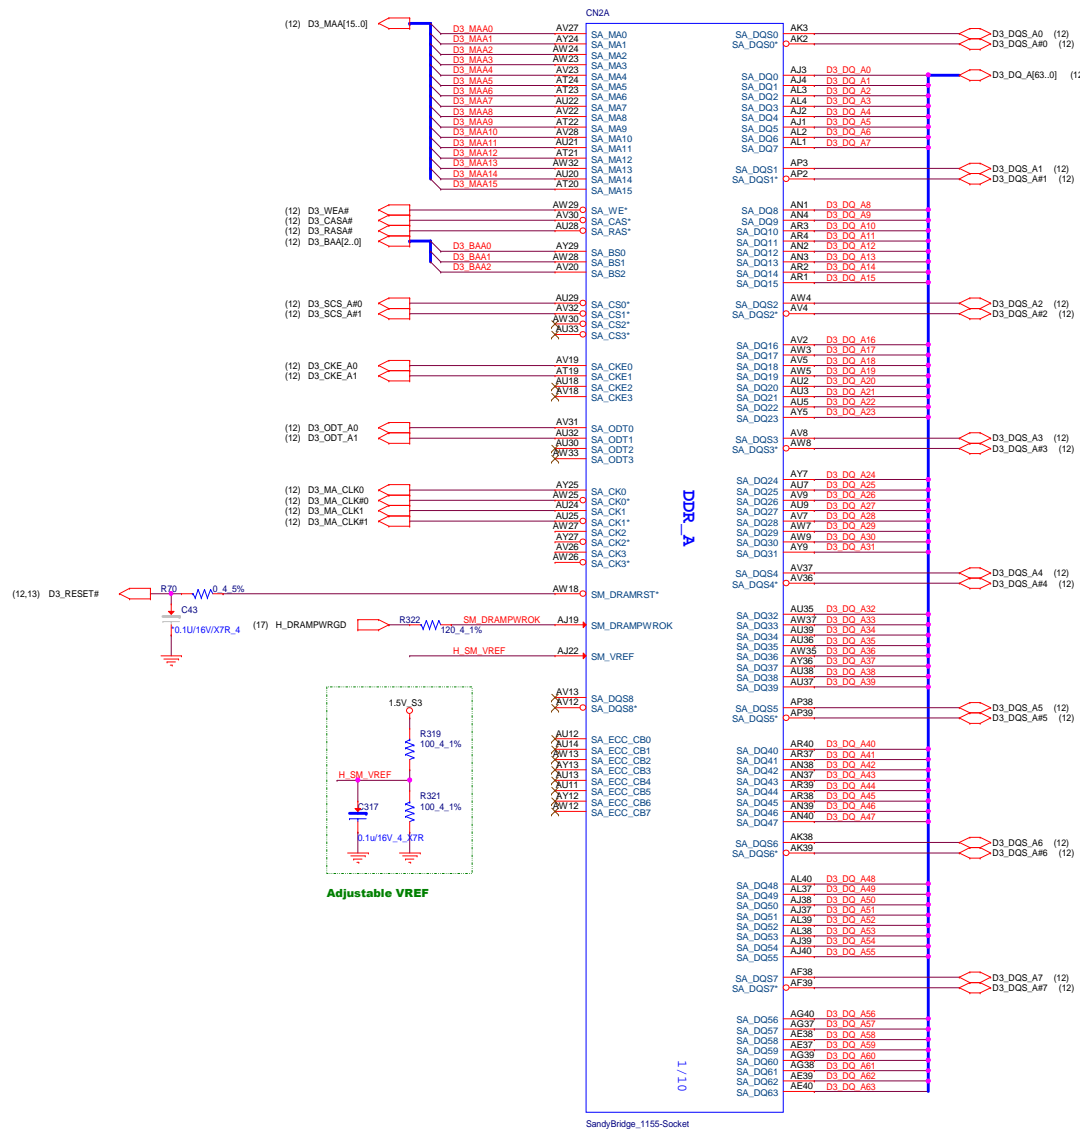 CN2A
(12) D3_MAA[15..0]
D3_MAA0 AV27 SA_MA0
D3_MAA1 AY24 SA_MA1
D3_MAA2 AW24 SA_MA2
D3_MAA3 AW23 SA_MA3
D3_MAA4 AV23 SA_MA4
D3_MAA5 AT24 SA_MA5
D3_MAA6 AT23 SA_MA6
D3_MAA7 AU22 SA_MA7
D3_MAA8 AV22 SA_MA8
D3_MAA9 AT22 SA_MA9
D3_MAA10 AV28 SA_MA10
D3_MAA11 AU21 SA_MA11
D3_MAA12 AT21 SA_MA12
D3_MAA13 AW32 SA_MA13
D3_MAA14 AU20 SA_MA14
D3_MAA15 AT20 SA_MA15
(12) D3_WEA# AW29 SA_WE*
(12) D3_CASA# AV30 SA_CAS*
(12) D3_RASA# AU28 SA_RAS*
(12) D3_BAA[2..0]
D3_BAA0 AY29 SA_BS0
D3_BAA1 AW28 SA_BS1
D3_BAA2 AV20 SA_BS2
(12) D3_SCS_A#0 AU29 SA_CS0*
(12) D3_SCS_A#1 AV32 SA_CS1*
AW30 SA_CS2*
AU33 SA_CS3*
(12) D3_CKE_A0 AV19 SA_CKE0
(12) D3_CKE_A1 AT19 SA_CKE1
AU18 SA_CKE2
AV18 SA_CKE3
(12) D3_ODT_A0 AV31 SA_ODT0
(12) D3_ODT_A1 AU32 SA_ODT1
AU30 SA_ODT2
AW33 SA_ODT3
(12) D3_MA_CLK0 AY25 SA_CK0
(12) D3_MA_CLK#0 AW25 SA_CK0*
(12) D3_MA_CLK1 AU24 SA_CK1
(12) D3_MA_CLK#1 AU25 SA_CK1*
AW27 SA_CK2
AY27 SA_CK2*
AV26 SA_CK3
AW26 SA_CK3*
(12,13) D3_RESET# R70 0_4_5% AW18 SM_DRAMRST*
C43
0.1U/16V/X7R_4
(17) H_DRAMPWRGD R322 120_4_1% SM_DRAMPWROK AJ19 SM_DRAMPWROK
H_SM_VREF AJ22 SM_VREF
AV13 SA_DQS8
AV12 SA_DQS8*
AU12 SA_ECC_CB0
AU14 SA_ECC_CB1
AW13 SA_ECC_CB2
AY13 SA_ECC_CB3
AU13 SA_ECC_CB4
AU11 SA_ECC_CB5
AY12 SA_ECC_CB6
AW12 SA_ECC_CB7
1.5V_S3
R319
100_4_1%
H_SM_VREF
R321
100_4_1%
C317
0.1u/16V_4_X7R
Adjustable VREF
DDR_A
1/10
SA_DQS0 AK3 D3_DQS_A0 (12)
SA_DQS0* AK2 D3_DQS_A#0 (12)
D3_DQ_A[63..0] (12
SA_DQ0 AJ3 D3_DQ_A0
SA_DQ1 AJ4 D3_DQ_A1
SA_DQ2 AL3 D3_DQ_A2
SA_DQ3 AL4 D3_DQ_A3
SA_DQ4 AJ2 D3_DQ_A4
SA_DQ5 AJ1 D3_DQ_A5
SA_DQ6 AL2 D3_DQ_A6
SA_DQ7 AL1 D3_DQ_A7
SA_DQS1 AP3 D3_DQS_A1 (12)
SA_DQS1* AP2 D3_DQS_A#1 (12)
SA_DQ8 AN1 D3_DQ_A8
SA_DQ9 AN4 D3_DQ_A9
SA_DQ10 AR3 D3_DQ_A10
SA_DQ11 AR4 D3_DQ_A11
SA_DQ12 AN2 D3_DQ_A12
SA_DQ13 AN3 D3_DQ_A13
SA_DQ14 AR2 D3_DQ_A14
SA_DQ15 AR1 D3_DQ_A15
SA_DQS2 AW4 D3_DQS_A2 (12)
SA_DQS2* AV4 D3_DQS_A#2 (12)
SA_DQ16 AV2 D3_DQ_A16
SA_DQ17 AW3 D3_DQ_A17
SA_DQ18 AV5 D3_DQ_A18
SA_DQ19 AW5 D3_DQ_A19
SA_DQ20 AU2 D3_DQ_A20
SA_DQ21 AU3 D3_DQ_A21
SA_DQ22 AU5 D3_DQ_A22
SA_DQ23 AY5 D3_DQ_A23
SA_DQS3 AV8 D3_DQS_A3 (12)
SA_DQS3* AW8 D3_DQS_A#3 (12)
SA_DQ24 AY7 D3_DQ_A24
SA_DQ25 AU7 D3_DQ_A25
SA_DQ26 AV9 D3_DQ_A26
SA_DQ27 AU9 D3_DQ_A27
SA_DQ28 AV7 D3_DQ_A28
SA_DQ29 AW7 D3_DQ_A29
SA_DQ30 AW9 D3_DQ_A30
SA_DQ31 AY9 D3_DQ_A31
SA_DQS4 AV37 D3_DQS_A4 (12)
SA_DQS4* AV36 D3_DQS_A#4 (12)
SA_DQ32 AU35 D3_DQ_A32
SA_DQ33 AW37 D3_DQ_A33
SA_DQ34 AU39 D3_DQ_A34
SA_DQ35 AU36 D3_DQ_A35
SA_DQ36 AW35 D3_DQ_A36
SA_DQ37 AY36 D3_DQ_A37
SA_DQ38 AU38 D3_DQ_A38
SA_DQ39 AU37 D3_DQ_A39
SA_DQS5 AP38 D3_DQS_A5 (12)
SA_DQS5* AP39 D3_DQS_A#5 (12)
SA_DQ40 AR40 D3_DQ_A40
SA_DQ41 AR37 D3_DQ_A41
SA_DQ42 AN38 D3_DQ_A42
SA_DQ43 AN37 D3_DQ_A43
SA_DQ44 AR39 D3_DQ_A44
SA_DQ45 AR38 D3_DQ_A45
SA_DQ46 AN39 D3_DQ_A46
SA_DQ47 AN40 D3_DQ_A47
SA_DQS6 AK38 D3_DQS_A6 (12)
SA_DQS6* AK39 D3_DQS_A#6 (12)
SA_DQ48 AL40 D3_DQ_A48
SA_DQ49 AL37 D3_DQ_A49
SA_DQ50 AJ38 D3_DQ_A50
SA_DQ51 AJ37 D3_DQ_A51
SA_DQ52 AL39 D3_DQ_A52
SA_DQ53 AL38 D3_DQ_A53
SA_DQ54 AJ39 D3_DQ_A54
SA_DQ55 AJ40 D3_DQ_A55
SA_DQS7 AF38 D3_DQS_A7 (12)
SA_DQS7* AF39 D3_DQS_A#7 (12)
SA_DQ56 AG40 D3_DQ_A56
SA_DQ57 AG37 D3_DQ_A57
SA_DQ58 AE38 D3_DQ_A58
SA_DQ59 AE37 D3_DQ_A59
SA_DQ60 AG39 D3_DQ_A60
SA_DQ61 AG38 D3_DQ_A61
SA_DQ62 AE39 D3_DQ_A62
SA_DQ63 AE40 D3_DQ_A63
SandyBridge_1155-Socket